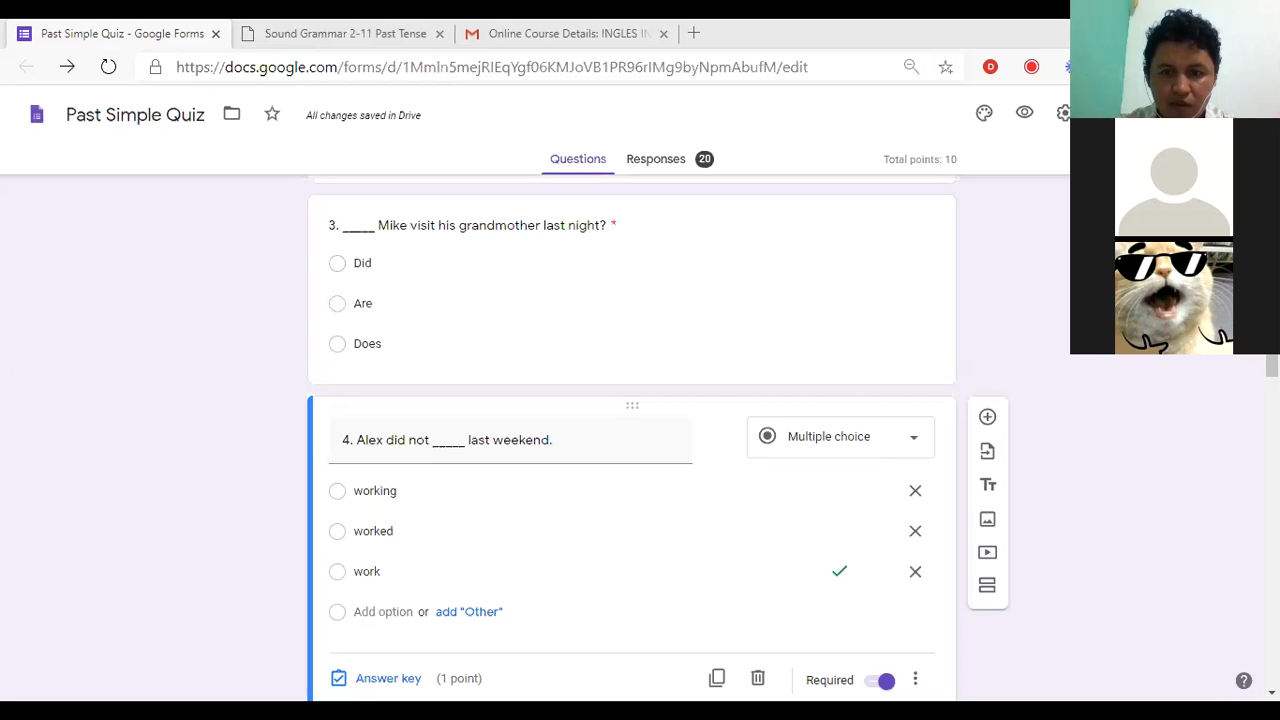 Past Simple Quiz - Google Forms
Sound Grammar 2-11 Past Tense
Online Course Details: INGLES IN
https://docs.google.com/forms/d/1Mmln5mejRIEqYgf06KMJoVB1PR96rIMg9byNpmAbufM/edit
Past Simple Quiz
All changes saved in Drive
Questions
Responses 20
Total points: 10
3. _____ Mike visit his grandmother last night? *
Did
Are
Does
4. Alex did not _____ last weekend.
Multiple choice
working
worked
work
Add option or add "Other"
Answer key (1 point)
Required